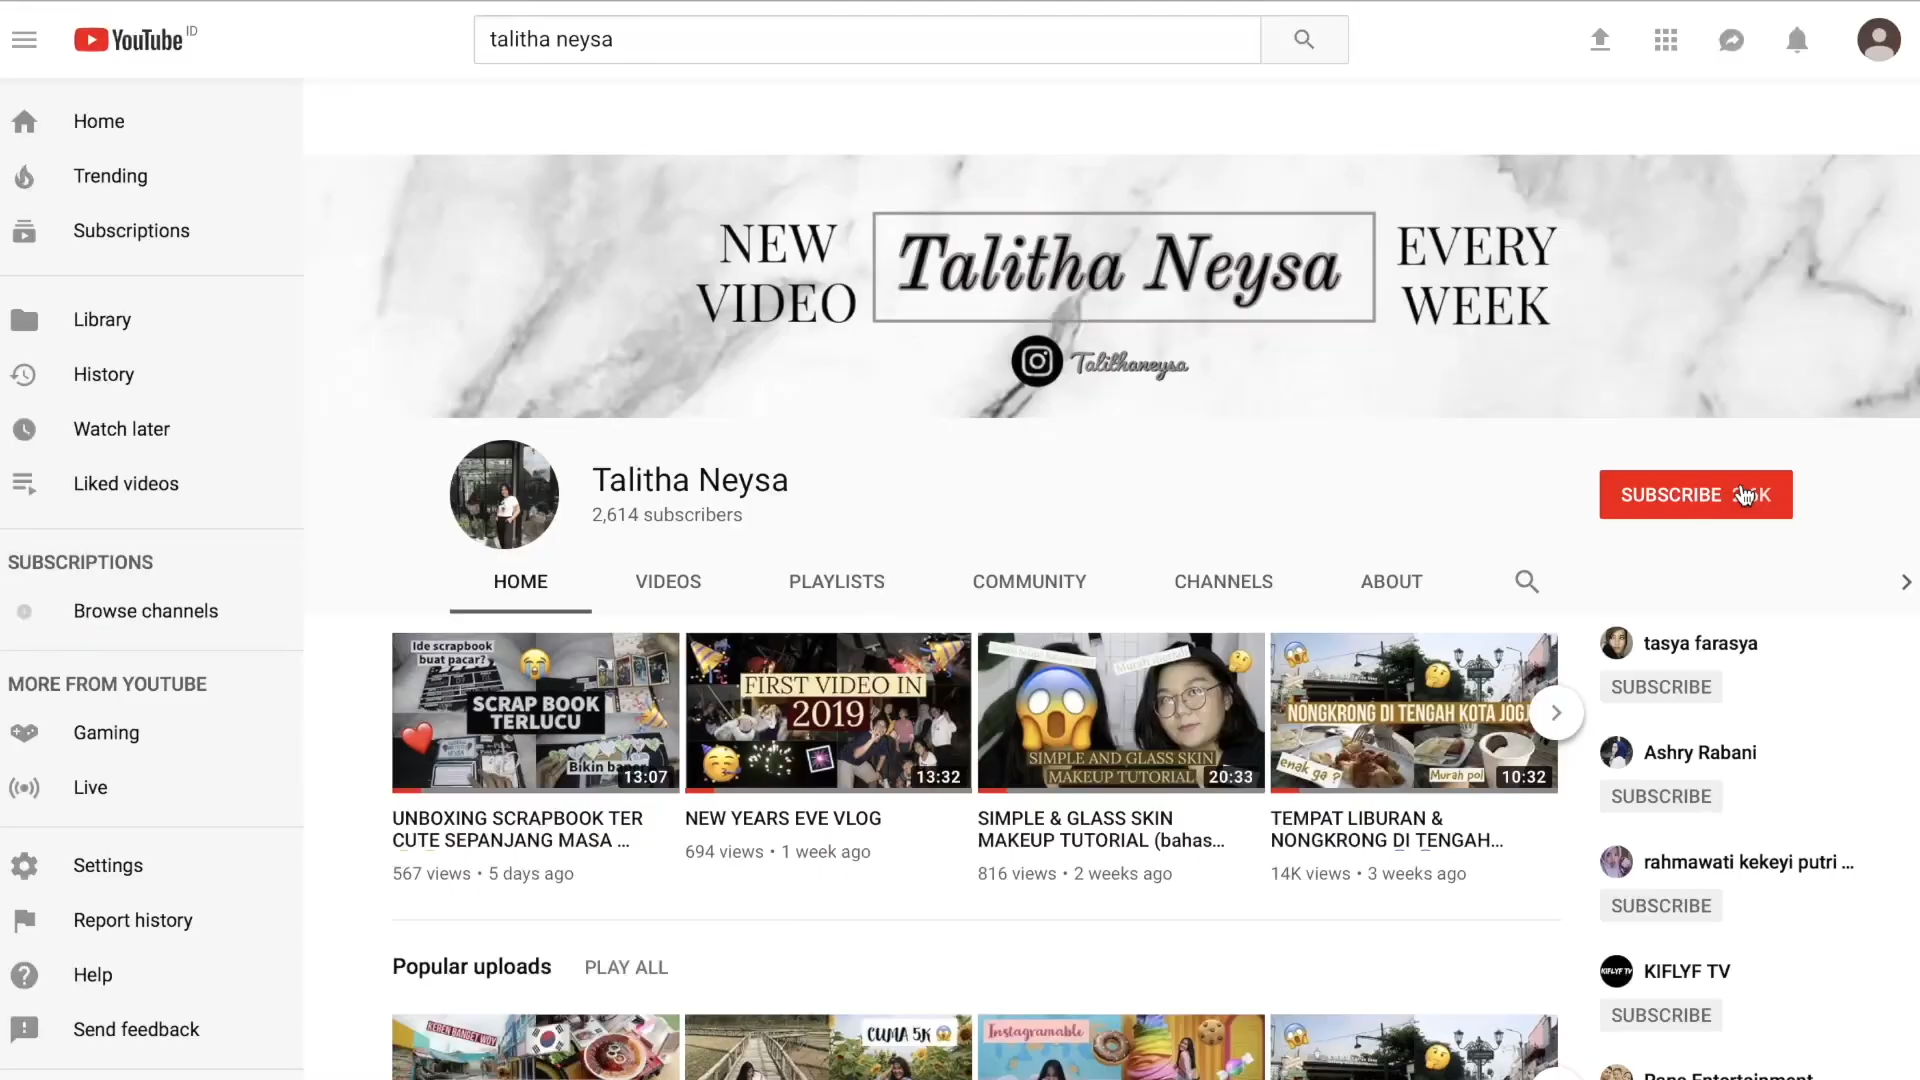 YouTube ID
talitha neysa
Home
Trending
Subscriptions
Library
History
Watch later
Liked videos
SUBSCRIPTIONS
Browse channels
MORE FROM YOUTUBE
Gaming
Live
Settings
Report history
Help
Send feedback
NEW VIDEO
Talitha Neysa
EVERY WEEK
Talithaneysa
Talitha Neysa
2,614 subscribers
SUBSCRIBE
HOME VIDEOS PLAYLISTS COMMUNITY CHANNELS ABOUT
Ide scrapbook
buat pacar?
SCRAP BOOK
TERLUCU
13:07
UNBOXING SCRAPBOOK TER
CUTE SEPANJANG MASA ...
567 views • 5 days ago
FIRST VIDEO IN
2019
13:32
NEW YEARS EVE VLOG
694 views • 1 week ago
SIMPLE AND GLASS SKIN
MAKEUP TUTORIAL
20:33
SIMPLE & GLASS SKIN
MAKEUP TUTORIAL (bahas...
816 views • 2 weeks ago
NONGKRONG DI TENGAH KOTA JOGJ
enak ga ?
Murah pol
10:32
TEMPAT LIBURAN &
NONGKRONG DI TENGAH...
14K views • 3 weeks ago
Popular uploads PLAY ALL
KEREN BANGET WOY
CUMA 5K
Instagramable
tasya farasya
SUBSCRIBE
Ashry Rabani
SUBSCRIBE
rahmawati kekeyi putri ...
SUBSCRIBE
KIFLYF TV
KIFLYF TV
SUBSCRIBE